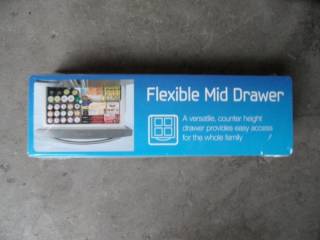 Flexible Mid Drawer
A versatile, counter height
drawer provides easy access
for the whole family